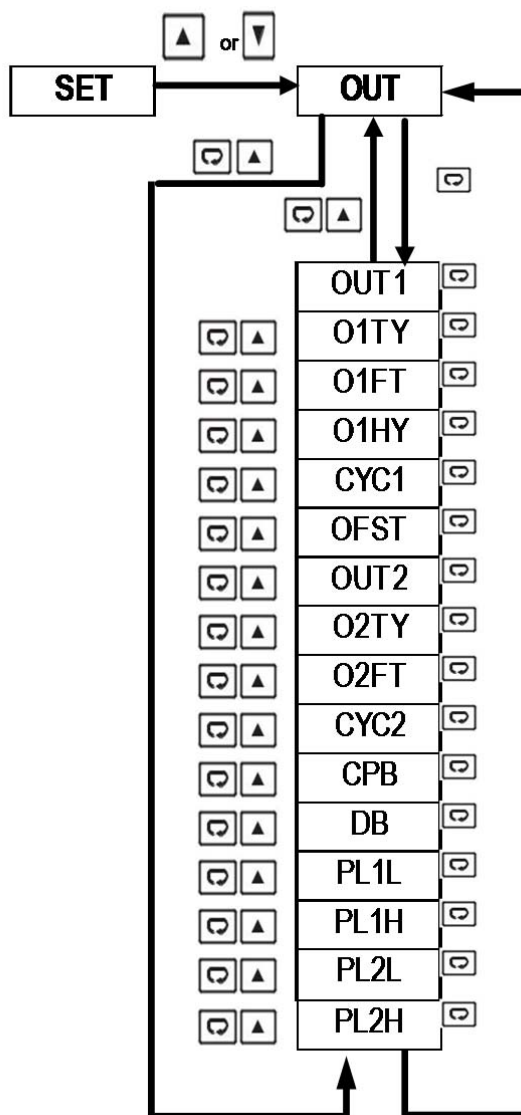 or
SET
OUT
OUT1
O1TY
O1FT
O1HY
CYC1
OFST
OUT2
O2TY
O2FT
CYC2
CPB
DB
PL1L
PL1H
PL2L
PL2H